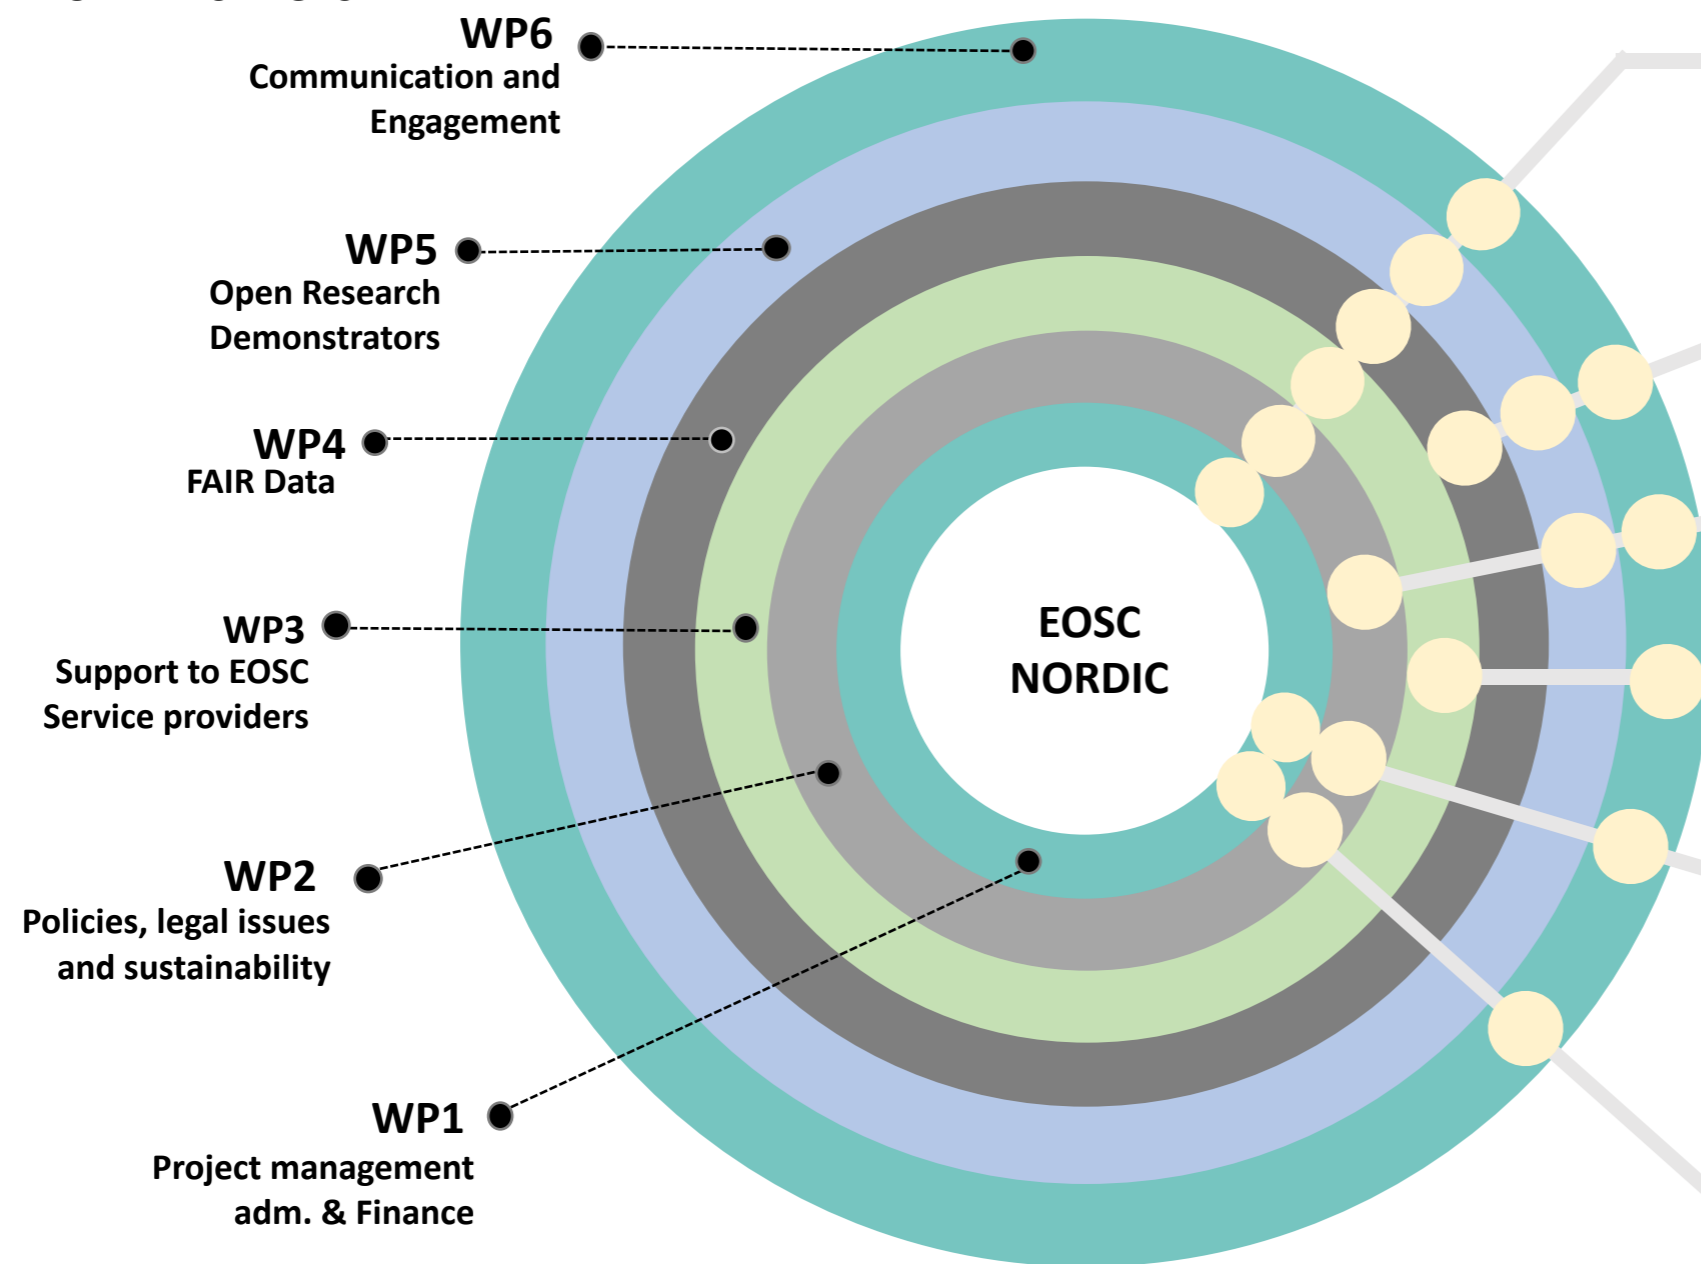 WP6
Communication and
Engagement
WP5
Open Research
Demonstrators
WP4
FAIR Data
WP3
Support to EOSC
Service providers
WP2
Policies, legal issues
and sustainability
WP1
Project management
adm. & Finance
EOSC
NORDIC